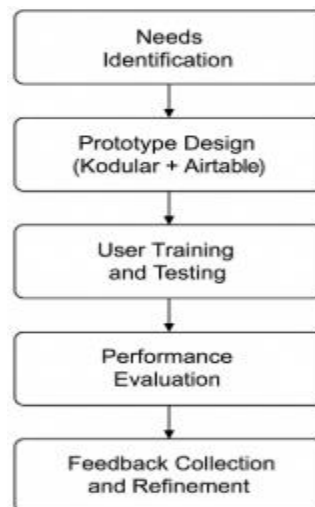 Needs
Identification
Prototype Design
(Kodular + Airtable)
User Training
and Testing
Performance
Evaluation
Feedback Collection
and Refinement